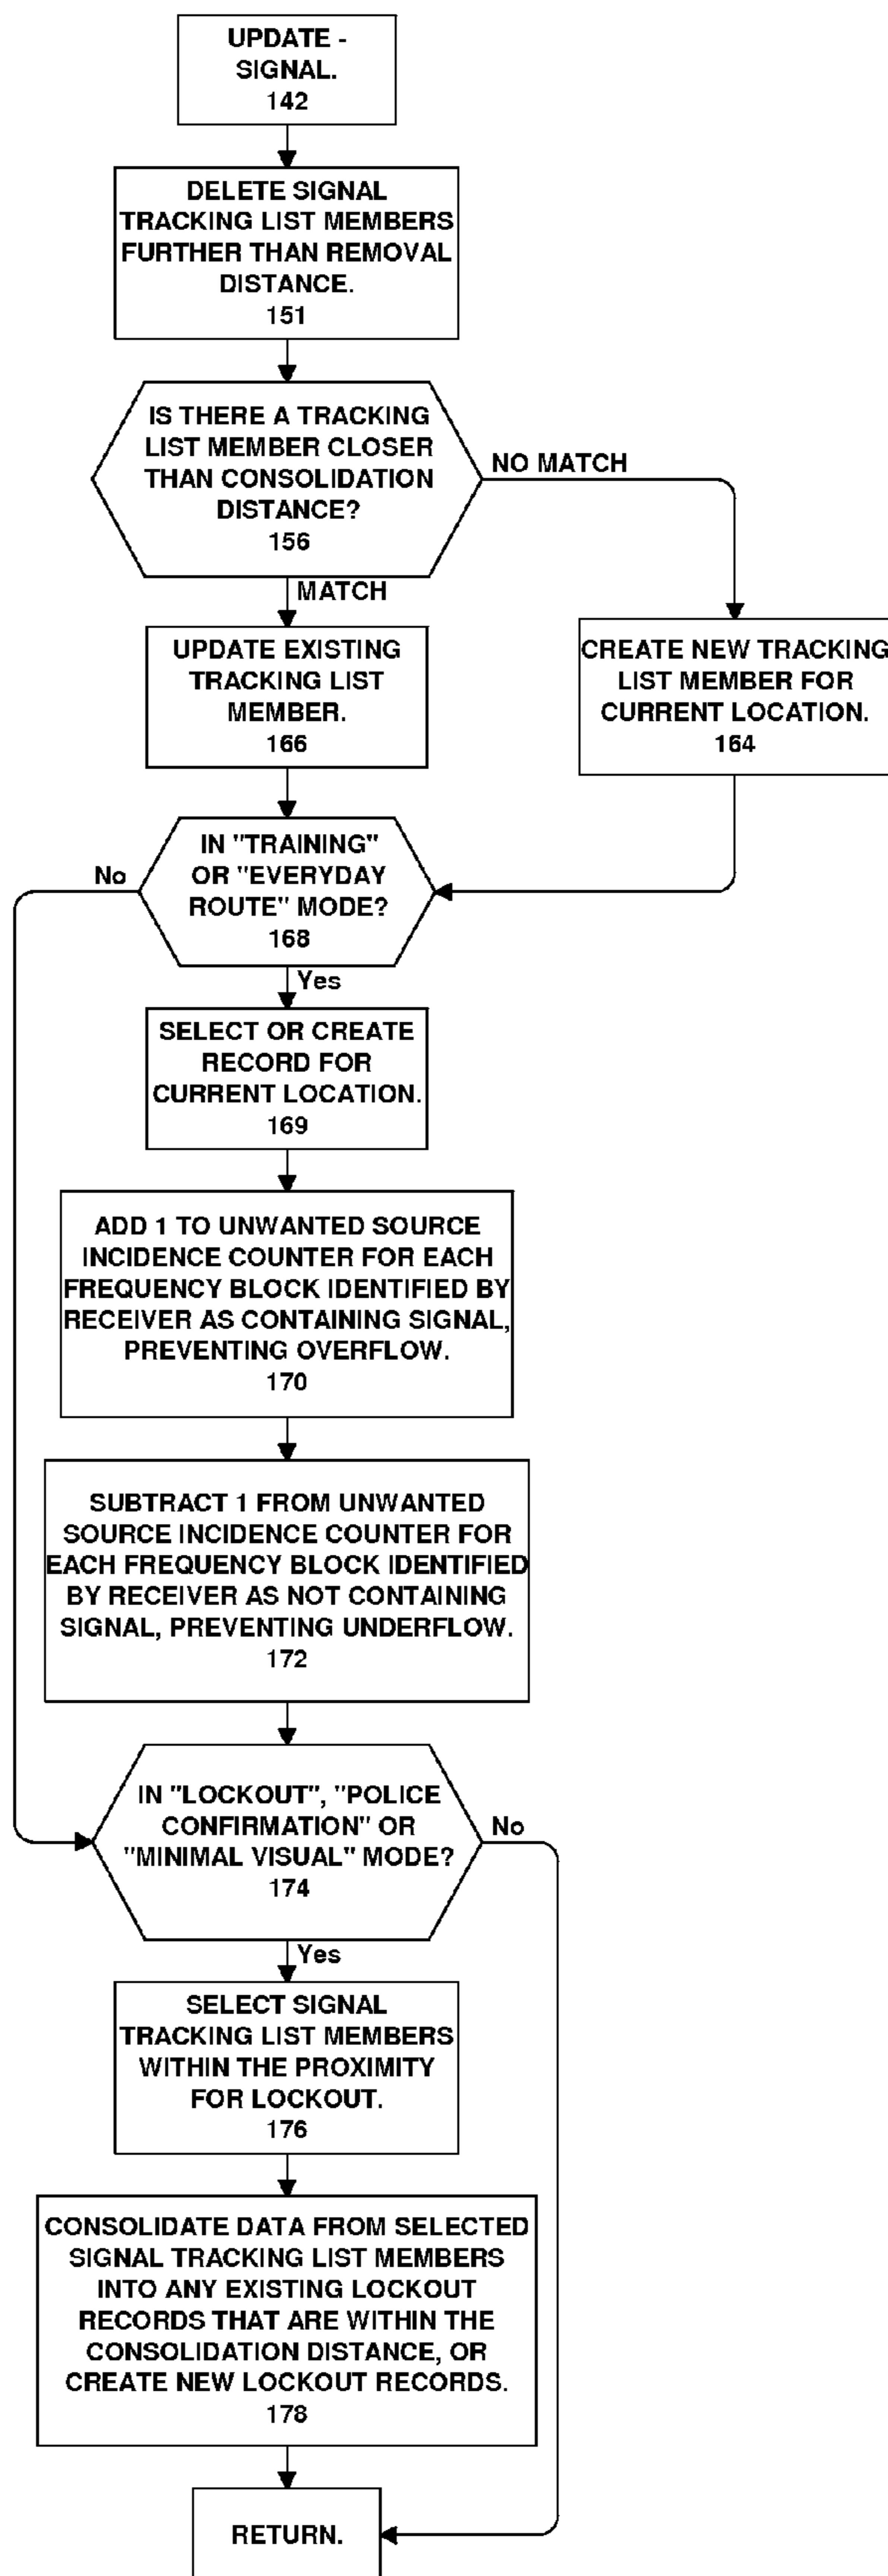 UPDATE -
SIGNAL.
142
DELETE SIGNAL
TRACKING LIST MEMBERS
FURTHER THAN REMOVAL
DISTANCE.
151
IS THERE A TRACKING
LIST MEMBER CLOSER
THAN CONSOLIDATION
DISTANCE?
156
NO MATCH
MATCH
UPDATE EXISTING
TRACKING LIST
MEMBER.
166
CREATE NEW TRACKING
LIST MEMBER FOR
CURRENT LOCATION.
164
IN "TRAINING"
OR "EVERYDAY
ROUTE" MODE?
168
No
Yes
SELECT OR CREATE
RECORD FOR
CURRENT LOCATION.
169
ADD 1 TO UNWANTED SOURCE
INCIDENCE COUNTER FOR EACH
FREQUENCY BLOCK IDENTIFIED BY
RECEIVER AS CONTAINING SIGNAL,
PREVENTING OVERFLOW.
170
SUBTRACT 1 FROM UNWANTED
SOURCE INCIDENCE COUNTER FOR
EACH FREQUENCY BLOCK IDENTIFIED
BY RECEIVER AS NOT CONTAINING
SIGNAL, PREVENTING UNDERFLOW.
172
IN "LOCKOUT", "POLICE
CONFIRMATION" OR
"MINIMAL VISUAL" MODE?
174
No
Yes
SELECT SIGNAL
TRACKING LIST MEMBERS
WITHIN THE PROXIMITY
FOR LOCKOUT.
176
CONSOLIDATE DATA FROM SELECTED
SIGNAL TRACKING LIST MEMBERS
INTO ANY EXISTING LOCKOUT
RECORDS THAT ARE WITHIN THE
CONSOLIDATION DISTANCE, OR
CREATE NEW LOCKOUT RECORDS.
178
RETURN.